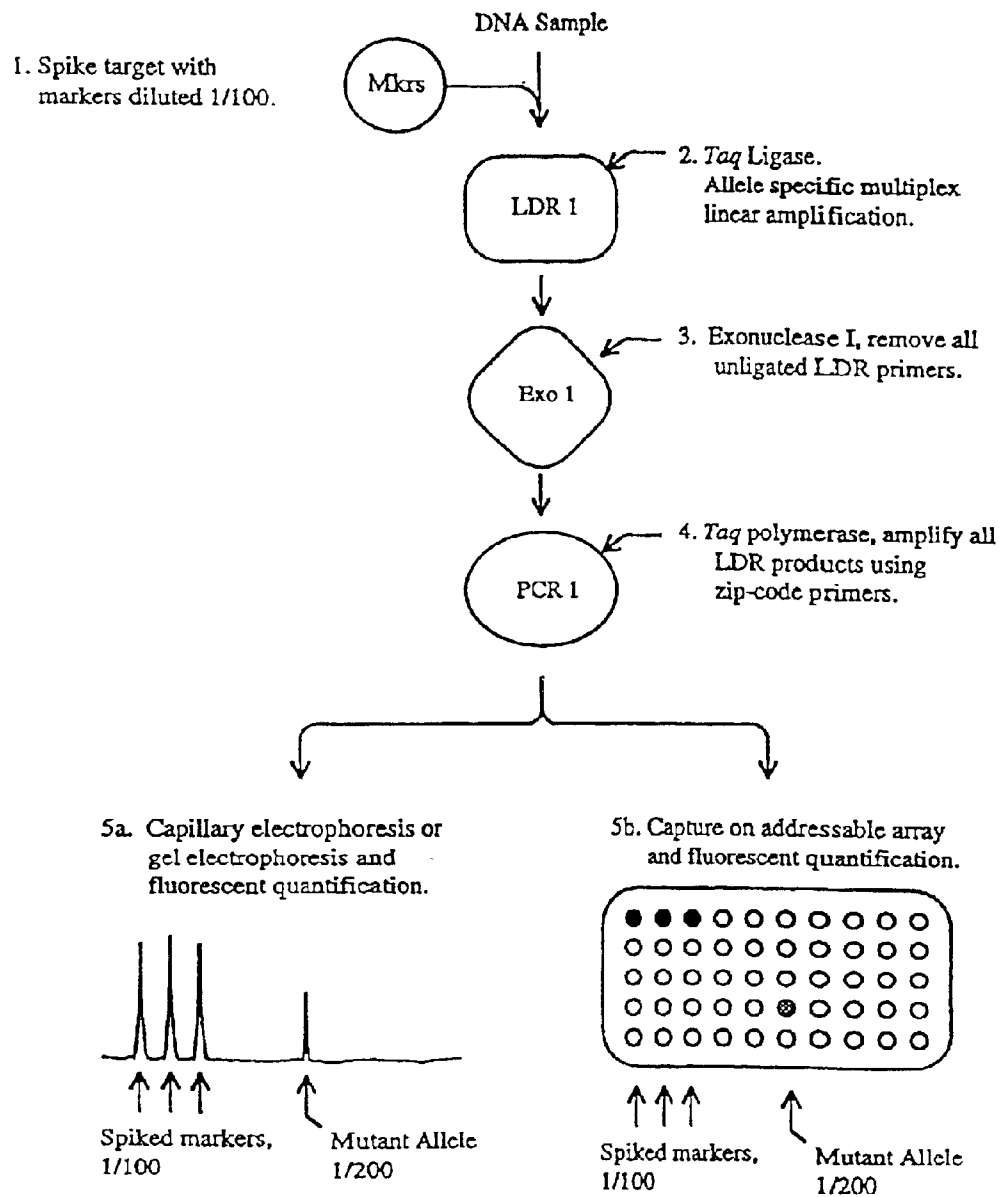 DNA Sample
1. Spike target with
markers diluted 1/100.
Mkrs
2. Taq Ligase.
Allele specific multiplex
linear amplification.
LDR 1
3. Exonuclease I, remove all
unligated LDR primers.
Exo 1
4. Taq polymerase, amplify all
LDR products using
zip-code primers.
PCR 1
5a. Capillary electrophoresis or
gel electrophoresis and
fluorescent quantification.
5b. Capture on addressable array
and fluorescent quantification.
Spiked markers,
1/100
Mutant Allele
1/200
Spiked markers,
1/100
Mutant Allele
1/200